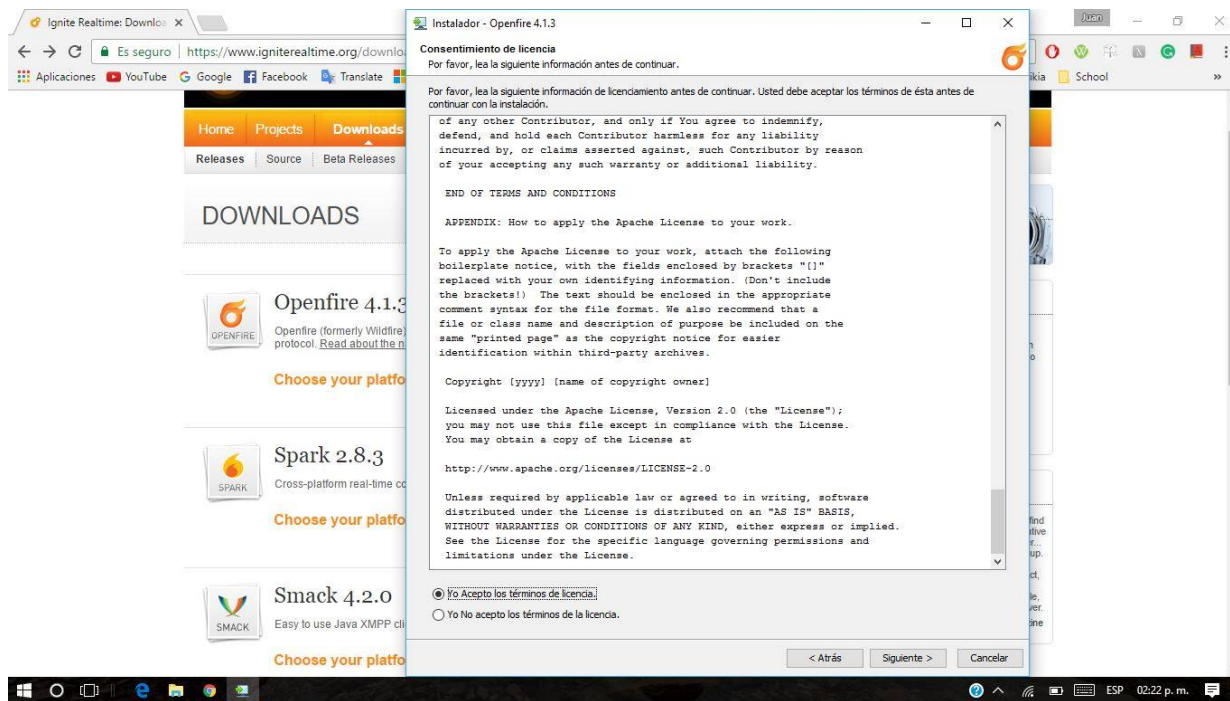 Ignite Realtime: Downloa
Juan
Es seguro
https://www.igniterealtime.org/downlo
Aplicaciones
YouTube
Google
Facebook
Translate
ikia
School
»
Home
Projects
Downloads
Releases
Source
Beta Releases
DOWNLOADS
OPENFIRE
Openfire 4.1.3
Openfire (formerly Wildfire)
protocol. Read about the n
Choose your platfo
SPARK
Spark 2.8.3
Cross-platform real-time co
Choose your platfo
SMACK
Smack 4.2.0
Easy to use Java XMPP cli
Choose your platfo
Instalador - Openfire 4.1.3
Consentimiento de licencia
Por favor, lea la siguiente información antes de continuar.
Por favor, lea la siguiente información de licenciamiento antes de continuar. Usted debe aceptar los términos de ésta antes de
continuar con la instalación.
of any other Contributor, and only if You agree to indemnify,
defend, and hold each Contributor harmless for any liability
incurred by, or claims asserted against, such Contributor by reason
of your accepting any such warranty or additional liability.
END OF TERMS AND CONDITIONS
APPENDIX: How to apply the Apache License to your work.
To apply the Apache License to your work, attach the following
boilerplate notice, with the fields enclosed by brackets "[]"
replaced with your own identifying information. (Don't include
the brackets!)  The text should be enclosed in the appropriate
comment syntax for the file format. We also recommend that a
file or class name and description of purpose be included on the
same "printed page" as the copyright notice for easier
identification within third-party archives.
Copyright [yyyy] [name of copyright owner]
Licensed under the Apache License, Version 2.0 (the "License");
you may not use this file except in compliance with the License.
You may obtain a copy of the License at
http://www.apache.org/licenses/LICENSE-2.0
Unless required by applicable law or agreed to in writing, software
distributed under the License is distributed on an "AS IS" BASIS,
WITHOUT WARRANTIES OR CONDITIONS OF ANY KIND, either express or implied.
See the License for the specific language governing permissions and
limitations under the License.
Yo Acepto los términos de licencia.
Yo No acepto los términos de la licencia.
< Atrás
Siguiente >
Cancelar
find
ative
r...
up.
ct,
le,
ver.
ine
ESP
02:22 p. m.